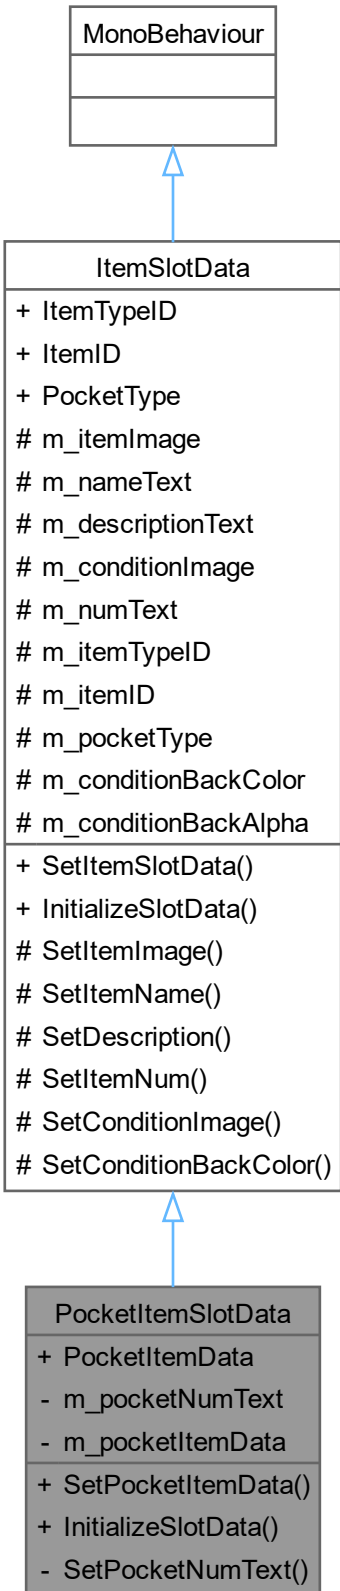 MonoBehaviour
ItemSlotData
+ ItemTypeID
+ ItemID
+ PocketType
# m_itemImage
# m_nameText
# m_descriptionText
# m_conditionImage
# m_numText
# m_itemTypeID
# m_itemID
# m_pocketType
# m_conditionBackColor
# m_conditionBackAlpha
+ SetItemSlotData()
+ InitializeSlotData()
# SetItemImage()
# SetItemName()
# SetDescription()
# SetItemNum()
# SetConditionImage()
# SetConditionBackColor()
PocketItemSlotData
+ PocketItemData
- m_pocketNumText
- m_pocketItemData
+ SetPocketItemData()
+ InitializeSlotData()
- SetPocketNumText()